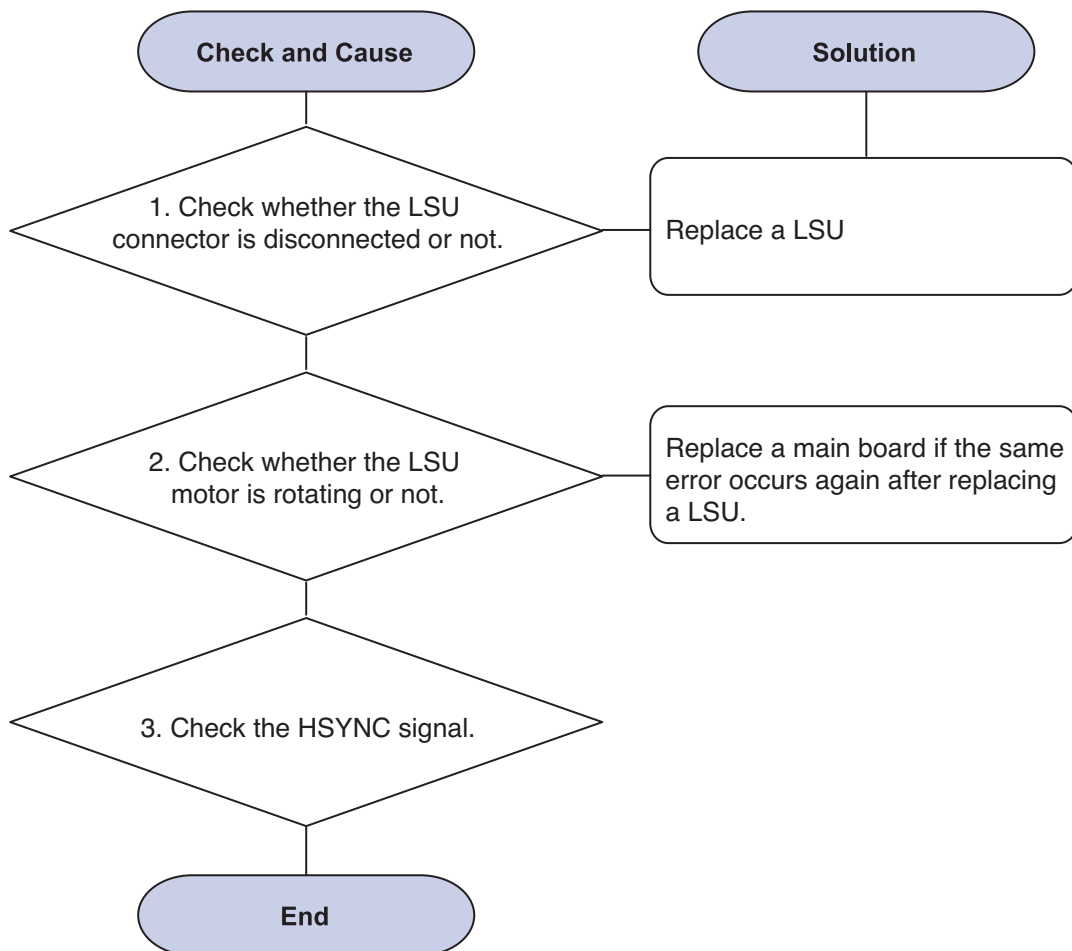 Check and Cause
Solution
1. Check whether the LSU
connector is disconnected or not.
Replace a LSU
2. Check whether the LSU
motor is rotating or not.
Replace a main board if the same
error occurs again after replacing
a LSU.
3. Check the HSYNC signal.
End